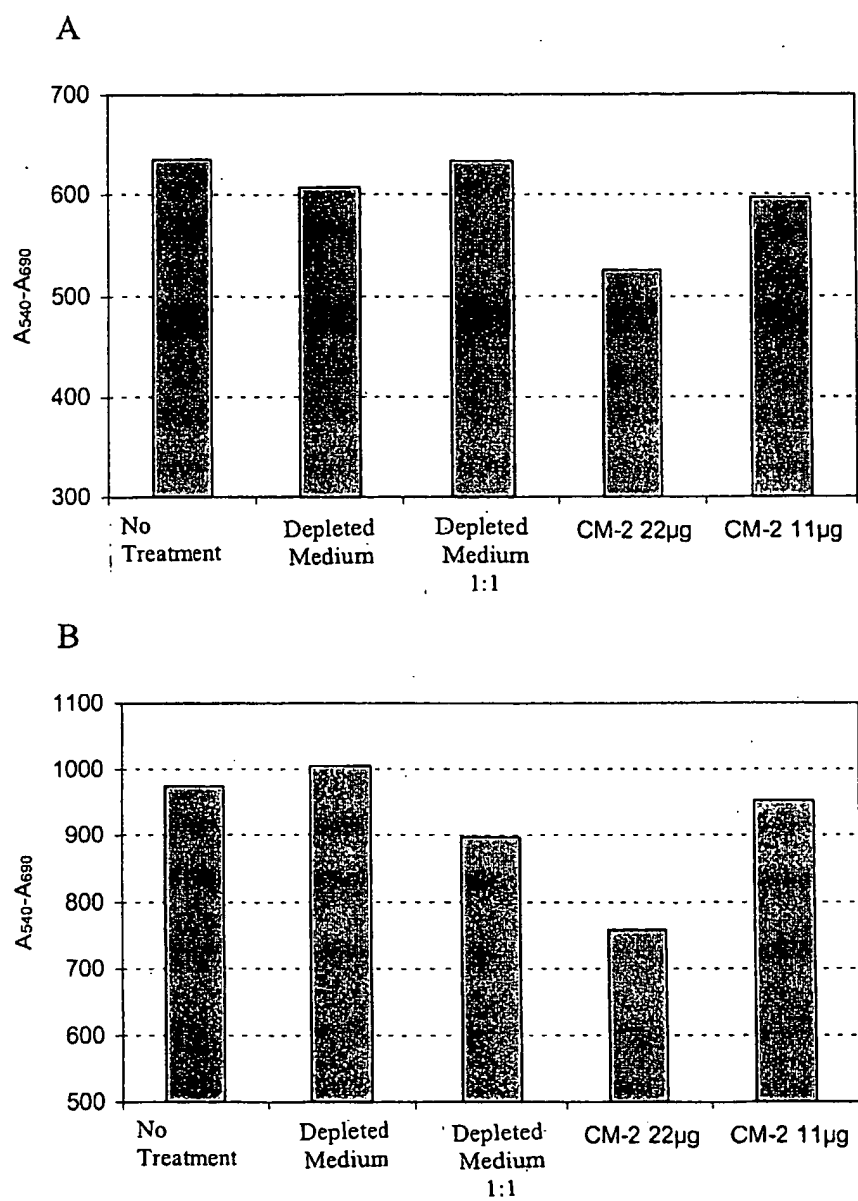 A
700
600
500
400
300
A540-A690
No
Treatment
Depleted
Medium
Depleted
Medium
1:1
CM-2 22µg
CM-2 11µg
B
1100
1000
900
800
700
600
500
A540-A690
No
Treatment
Depleted
Medium
Depleted
Medium
1:1
CM-2 22µg
CM-2 11µg